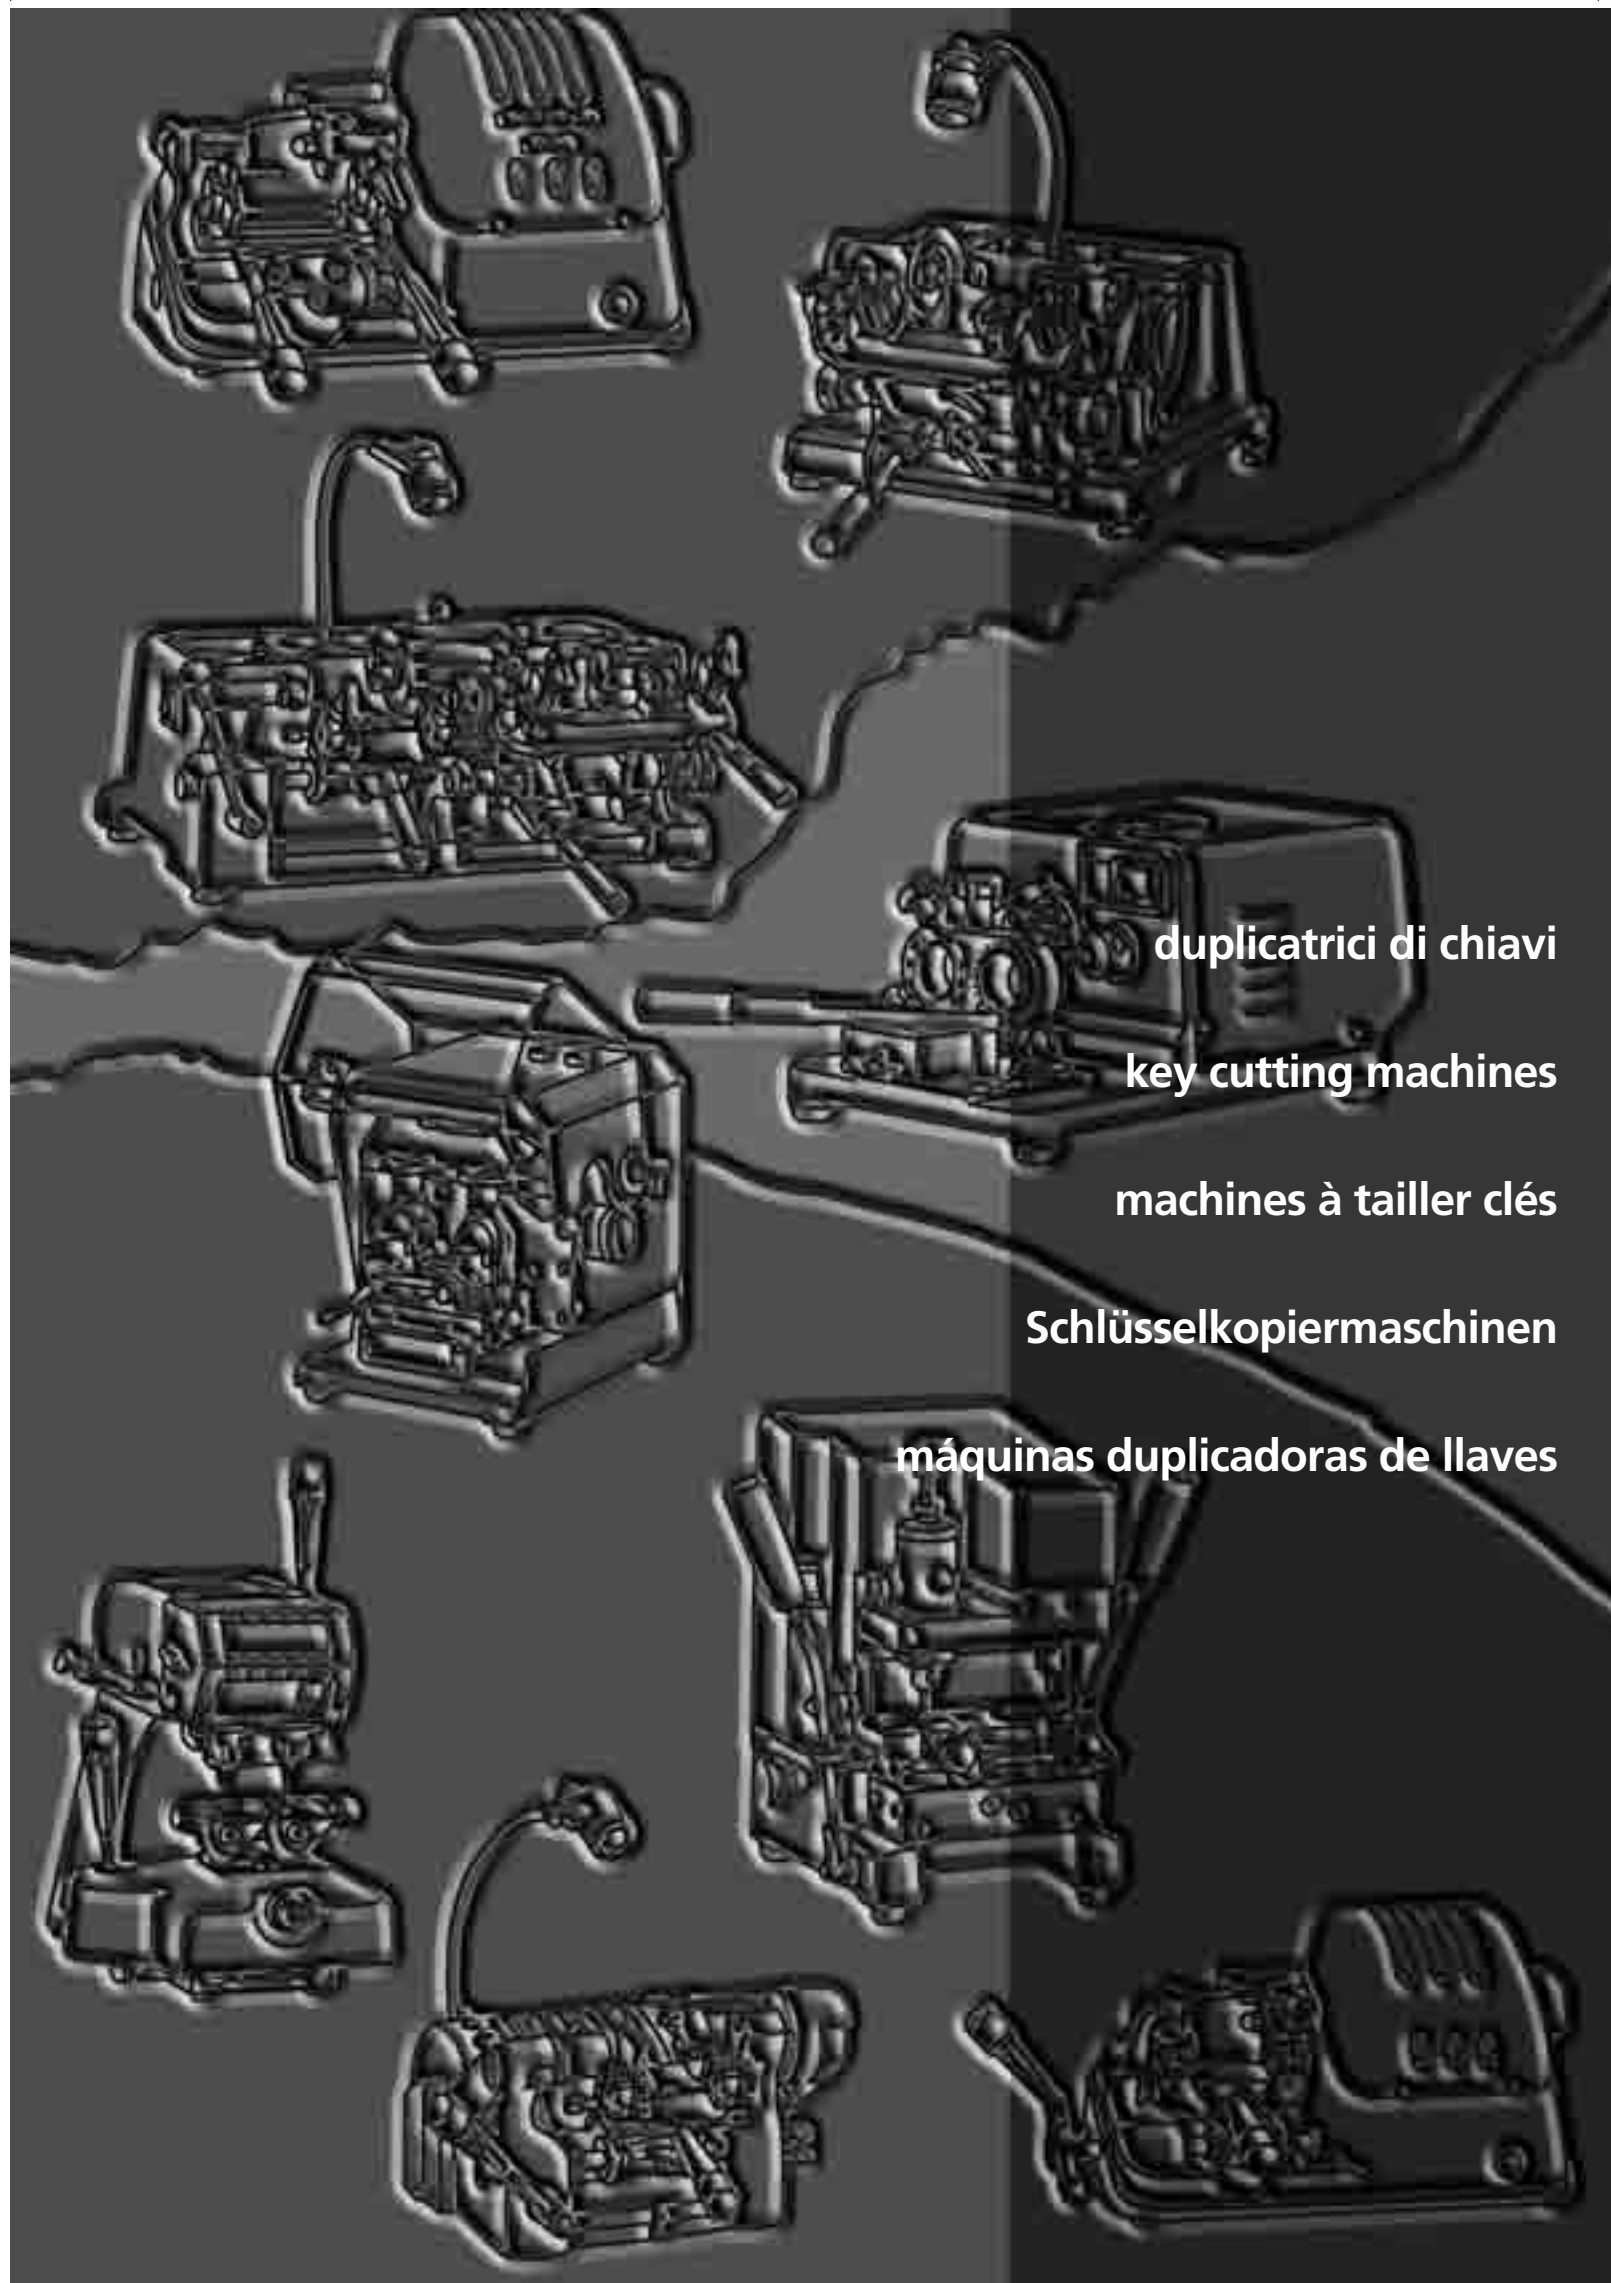 duplicatrici di chiavi
key cutting machines
machines à tailler clés
Schlüsselkopiermaschinen
máquinas duplicadoras de llaves